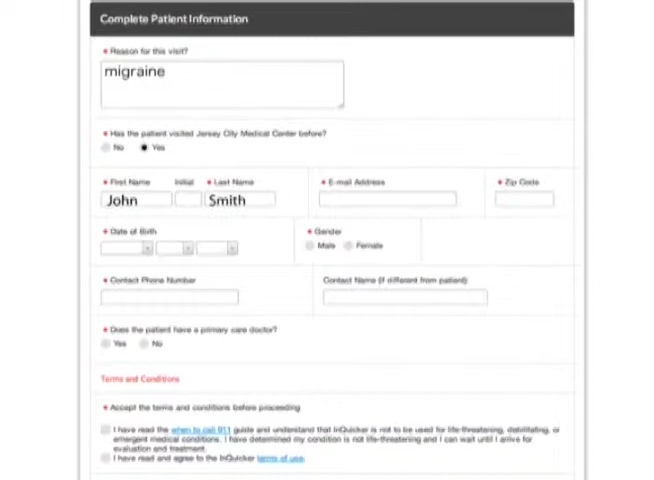 Complete Patient Information
* Reason for this visit?
migraine
* Has the patient visited Jersey City Medical Center before?
No Yes
* First Name Initial * Last Name * E-mail Address * Zip Code
John Smith
* Date of Birth * Gender
Male Female
* Contact Phone Number Contact Name (if different from patient)
* Does the patient have a primary care doctor?
Yes No
Terms and Conditions
* Accept the terms and conditions before proceeding
I have read the when to call 911 guide and understand that InQuicker is not to be used for life-threatening, debilitating, or
emergent medical conditions. I have determined my condition is not life-threatening and I can wait until I arrive for
evaluation and treatment.
I have read and agree to the InQuicker terms of use.